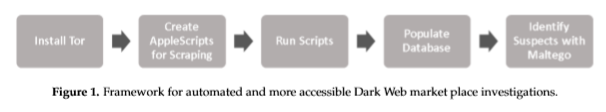 Install Tor
Create
AppleScripts
for Scraping
Run Scripts
Populate
Database
Identify
Suspects with
Maltego
Figure 1. Framework for automated and more accessible Dark Web market place investigations.